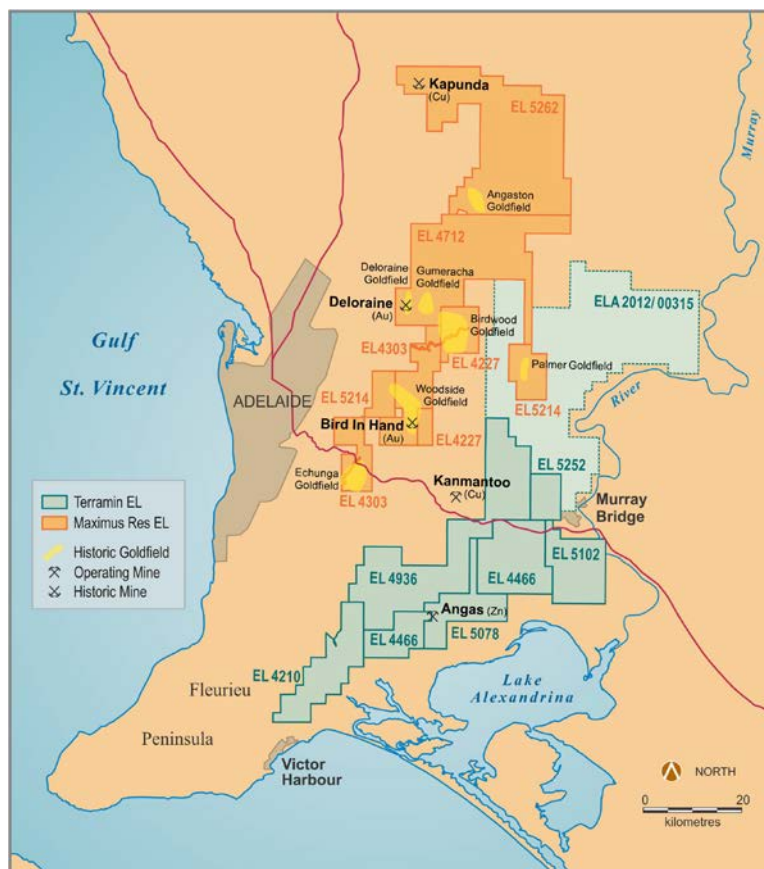 Kapunda
(Cu)
EL 5262
Murray
Angaston
Goldfield
EL 4712
Deloraine
Goldfield
Gumeracha
Goldfield
ELA 2012/ 00315
Deloraine
(Au)
Birdwood
Goldfield
Gulf
St. Vincent
EL4303
EL 4227
Palmer Goldfield
River
ADELAIDE
EL 5214
Woodside
Goldfield
EL5214
Bird In Hand
(Au)
EL4227
Echunga
Goldfield
EL 4303
Kanmantoo
(Cu)
EL 5252
Murray
Bridge
Terramin EL
Maximus Res EL
Historic Goldfield
Operating Mine
Historic Mine
EL 4936
EL 4466
EL 5102
Angas (Zn)
EL 4466
EL 5078
EL 4210
Fleurieu
Peninsula
Lake
Alexandrina
Victor
Harbour
NORTH
0 20
kilometres